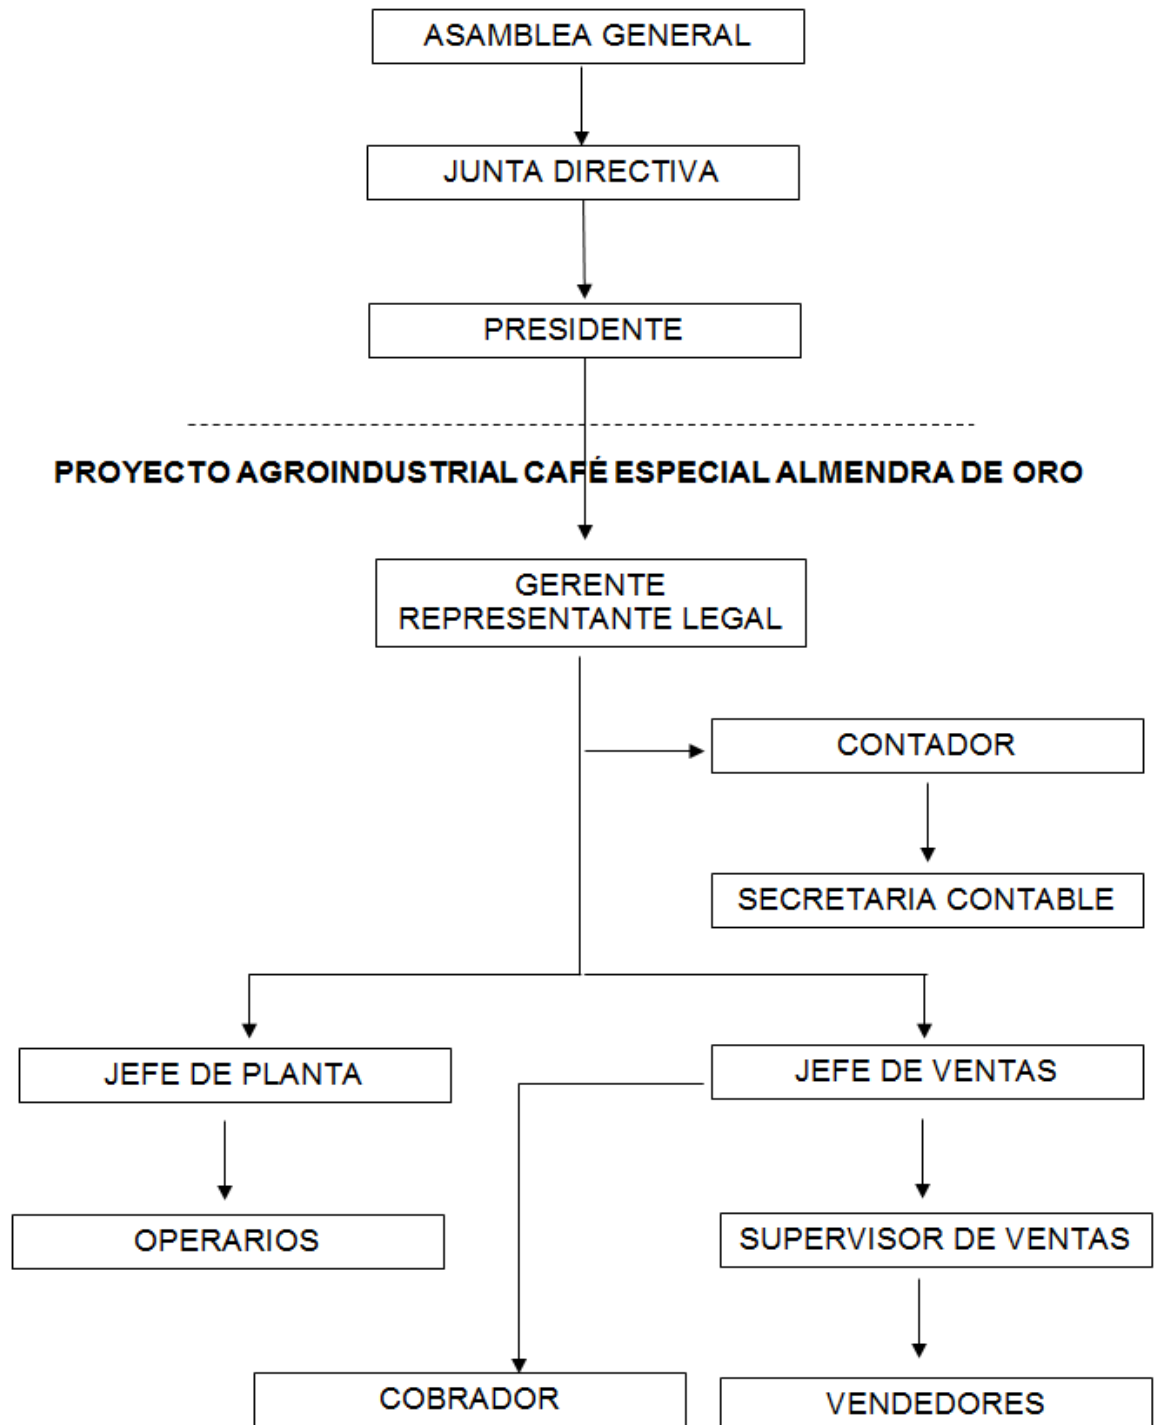 ASAMBLEA GENERAL
JUNTA DIRECTIVA
PRESIDENTE
PROYECTO AGROINDUSTRIAL CAFÉ ESPECIAL ALMENDRA DE ORO
GERENTE
REPRESENTANTE LEGAL
CONTADOR
SECRETARIA CONTABLE
JEFE DE PLANTA
JEFE DE VENTAS
OPERARIOS
SUPERVISOR DE VENTAS
COBRADOR
VENDEDORES